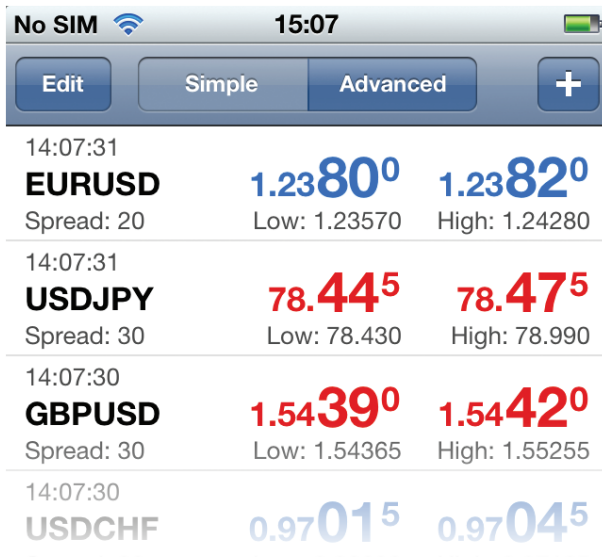 No SIM 15:07
Edit Simple Advanced +
14:07:31
EURUSD 1.23800 1.23820
Spread: 20 Low: 1.23570 High: 1.24280
14:07:31
USDJPY 78.445 78.475
Spread: 30 Low: 78.430 High: 78.990
14:07:30
GBPUSD 1.54390 1.54420
Spread: 30 Low: 1.54365 High: 1.55255
14:07:30
USDCHF 0.97015 0.97045